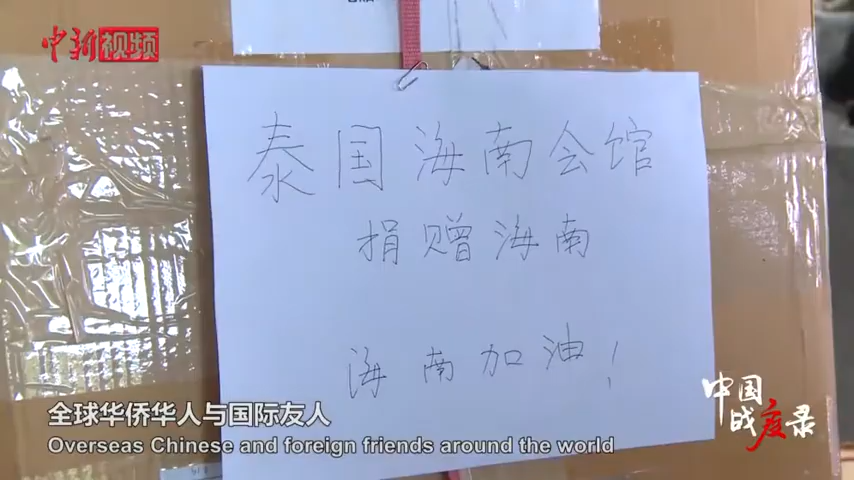 中新视频
泰国海南会馆
捐赠海南
海南加油!
全球华侨华人与国际友人
Overseas Chinese and foreign friends around the world
中国
战疫录